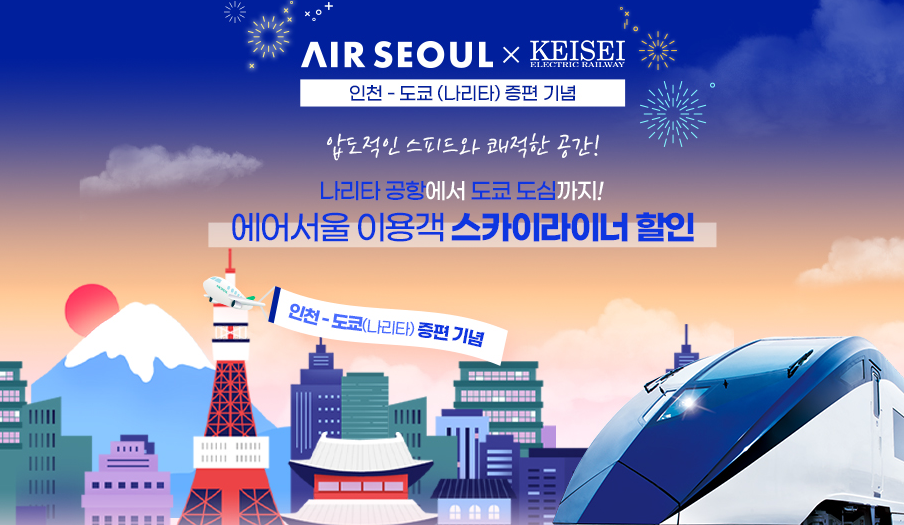 AIR SEOUL × KEISEI
ELECTRIC RAILWAY
인천 - 도쿄 (나리타) 증편 기념
압도적인 스피드와 쾌적한 공간!
나리타 공항에서 도쿄 도심까지!
에어서울 이용객 스카이라이너 할인
인천 - 도쿄(나리타) 증편 기념